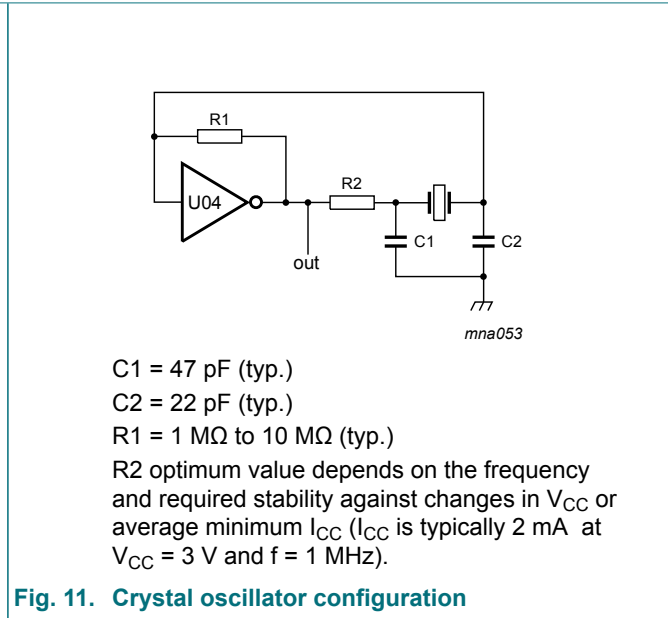 R1
U04
R2
C1
C2
out
mna053
C1 = 47 pF (typ.)
C2 = 22 pF (typ.)
R1 = 1 MΩ to 10 MΩ (typ.)
R2 optimum value depends on the frequency
and required stability against changes in VCC or
average minimum ICC (ICC is typically 2 mA at
VCC = 3 V and f = 1 MHz).
Fig. 11. Crystal oscillator configuration